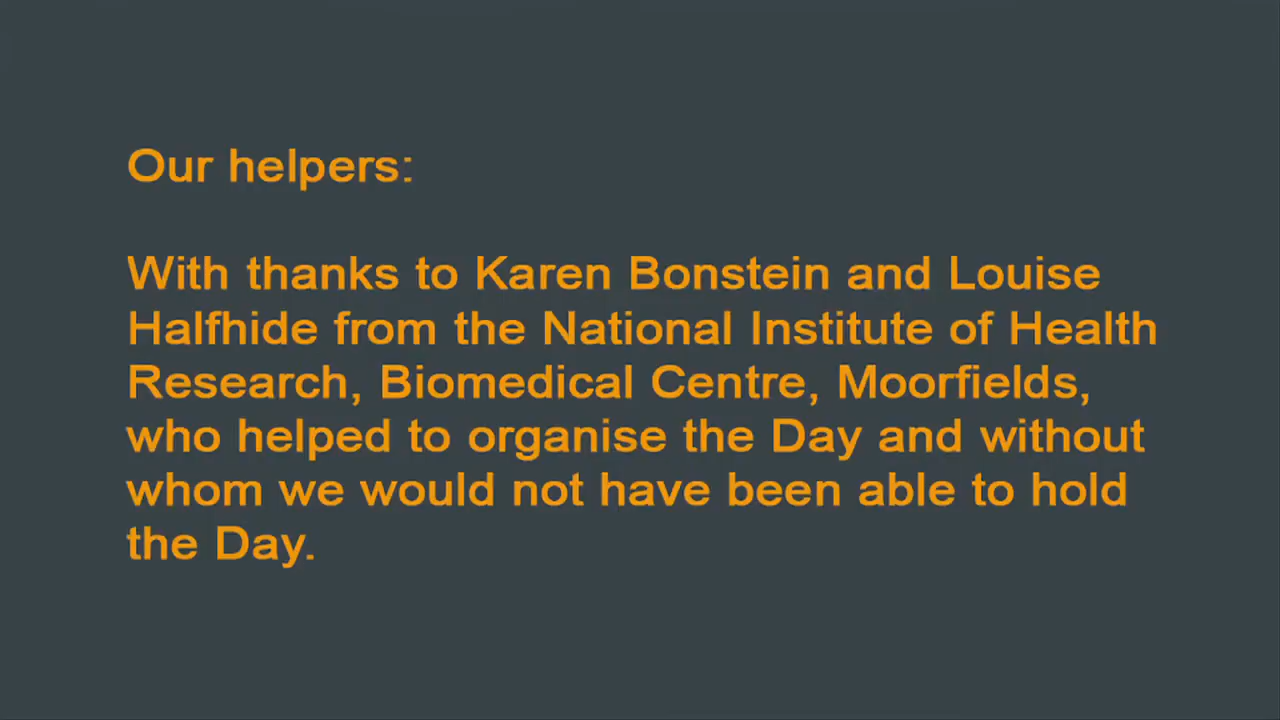 Our helpers:
With thanks to Karen Bonstein and Louise
Halfhide from the National Institute of Health
Research, Biomedical Centre, Moorfields,
who helped to organise the Day and without
whom we would not have been able to hold
the Day.